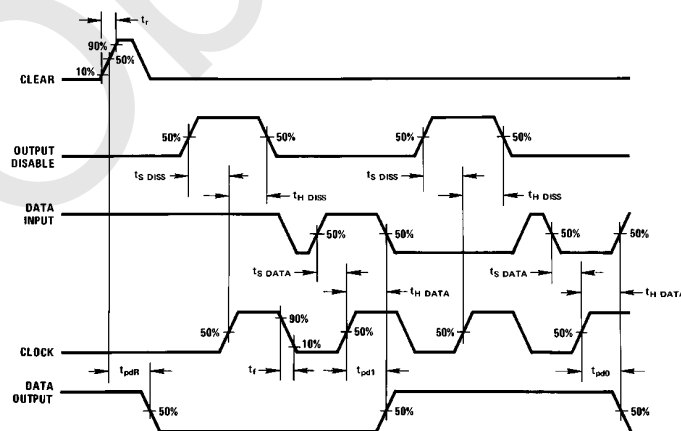 tr
90%
50%
10%
CLEAR
50%
50%
50%
50%
OUTPUT
DISABLE
tS DISS
tS DISS
tH DISS
tH DISS
DATA
INPUT
50%
50%
50%
50%
tS DATA
tS DATA
tH DATA
tH DATA
50%
90%
10%
50%
50%
50%
CLOCK
tpdR
tf
tpd1
tpd0
DATA
OUTPUT
50%
50%
50%